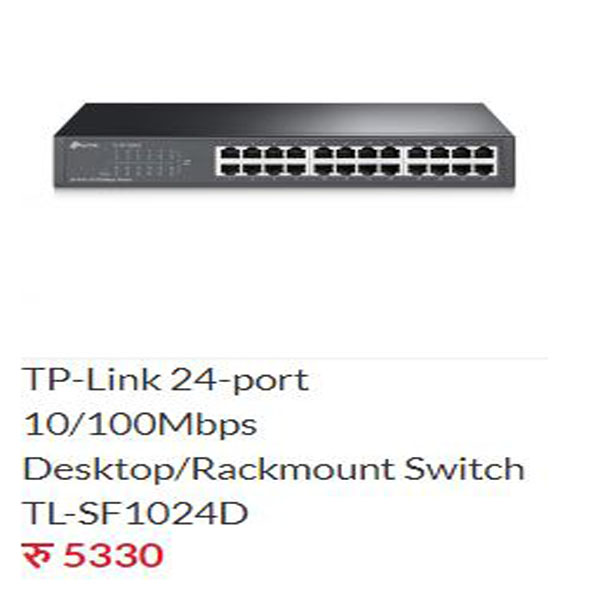 TP-Link 24-port
10/100Mbps
Desktop/Rackmount Switch
TL-SF1024D
रु 5330